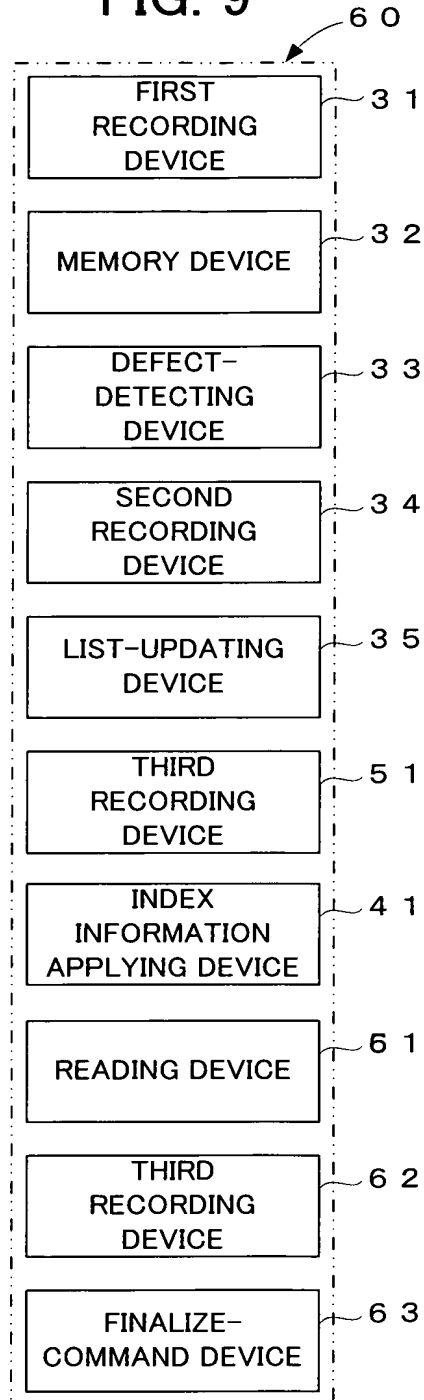 FIG. 9
60
FIRST
RECORDING
DEVICE
31
MEMORY DEVICE
32
DEFECT-
DETECTING
DEVICE
33
SECOND
RECORDING
DEVICE
34
LIST-UPDATING
DEVICE
35
THIRD
RECORDING
DEVICE
51
INDEX
INFORMATION
APPLYING DEVICE
41
READING DEVICE
61
THIRD
RECORDING
DEVICE
62
FINALIZE-
COMMAND DEVICE
63